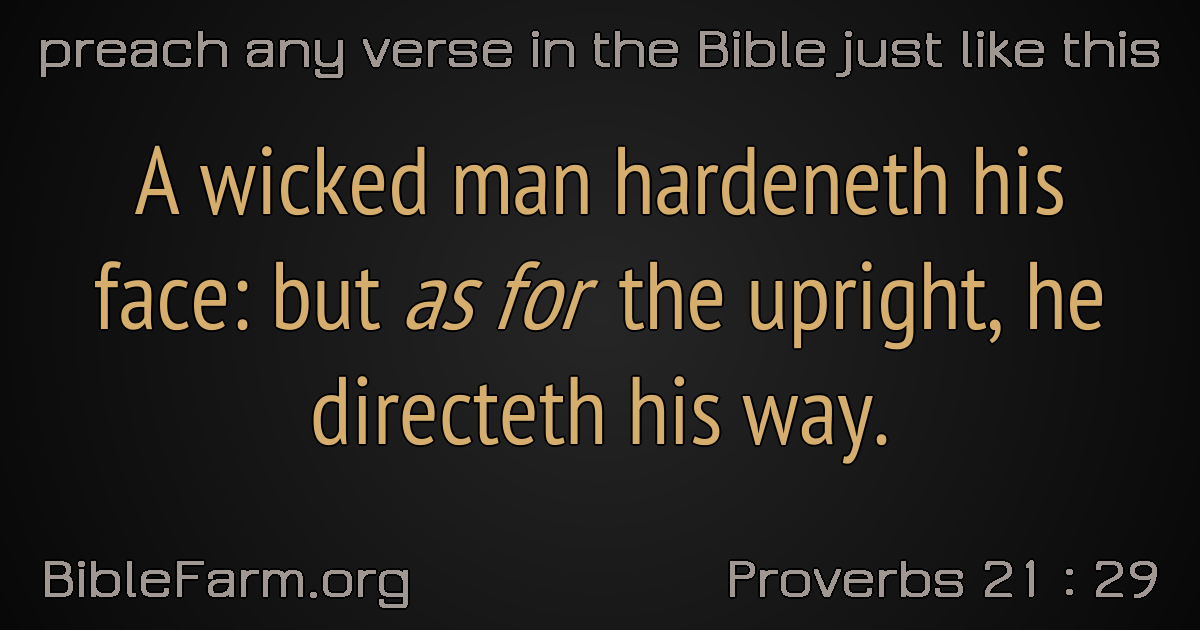 preach any verse in the Bible just like this
A wicked man hardeneth his
face: but as for the upright, he
directeth his way.
BibleFarm.org
Proverbs 21 : 29